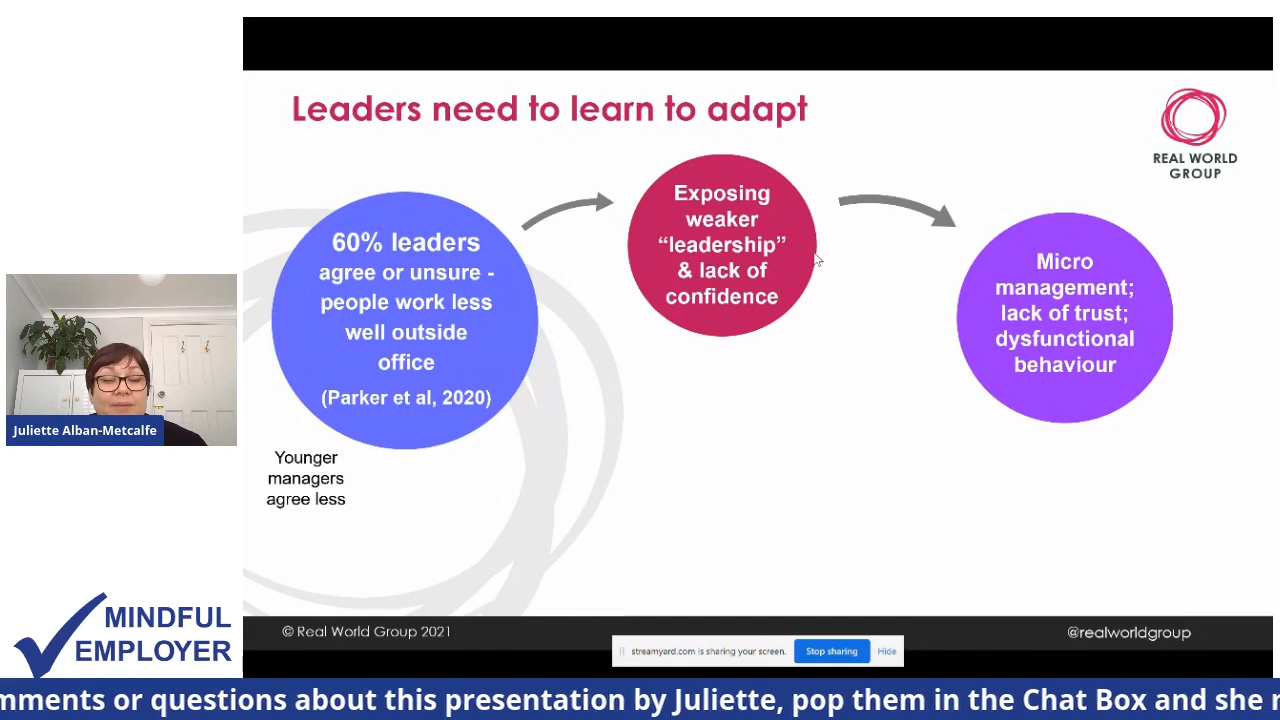 Leaders need to learn to adapt
REAL WORLD
GROUP
60% leaders
agree or unsure -
people work less
well outside
office
(Parker et al, 2020)
Exposing
weaker
“leadership”
& lack of
confidence
Micro
management;
lack of trust;
dysfunctional
behaviour
Younger
managers
agree less
Juliette Alban-Metcalfe
MINDFUL
EMPLOYER
© Real World Group 2021
@realworldgroup
streamyard.com is sharing your screen.
Stop sharing
Hide
or questions about this presentation by Juliette, pop them in the Chat Box and she